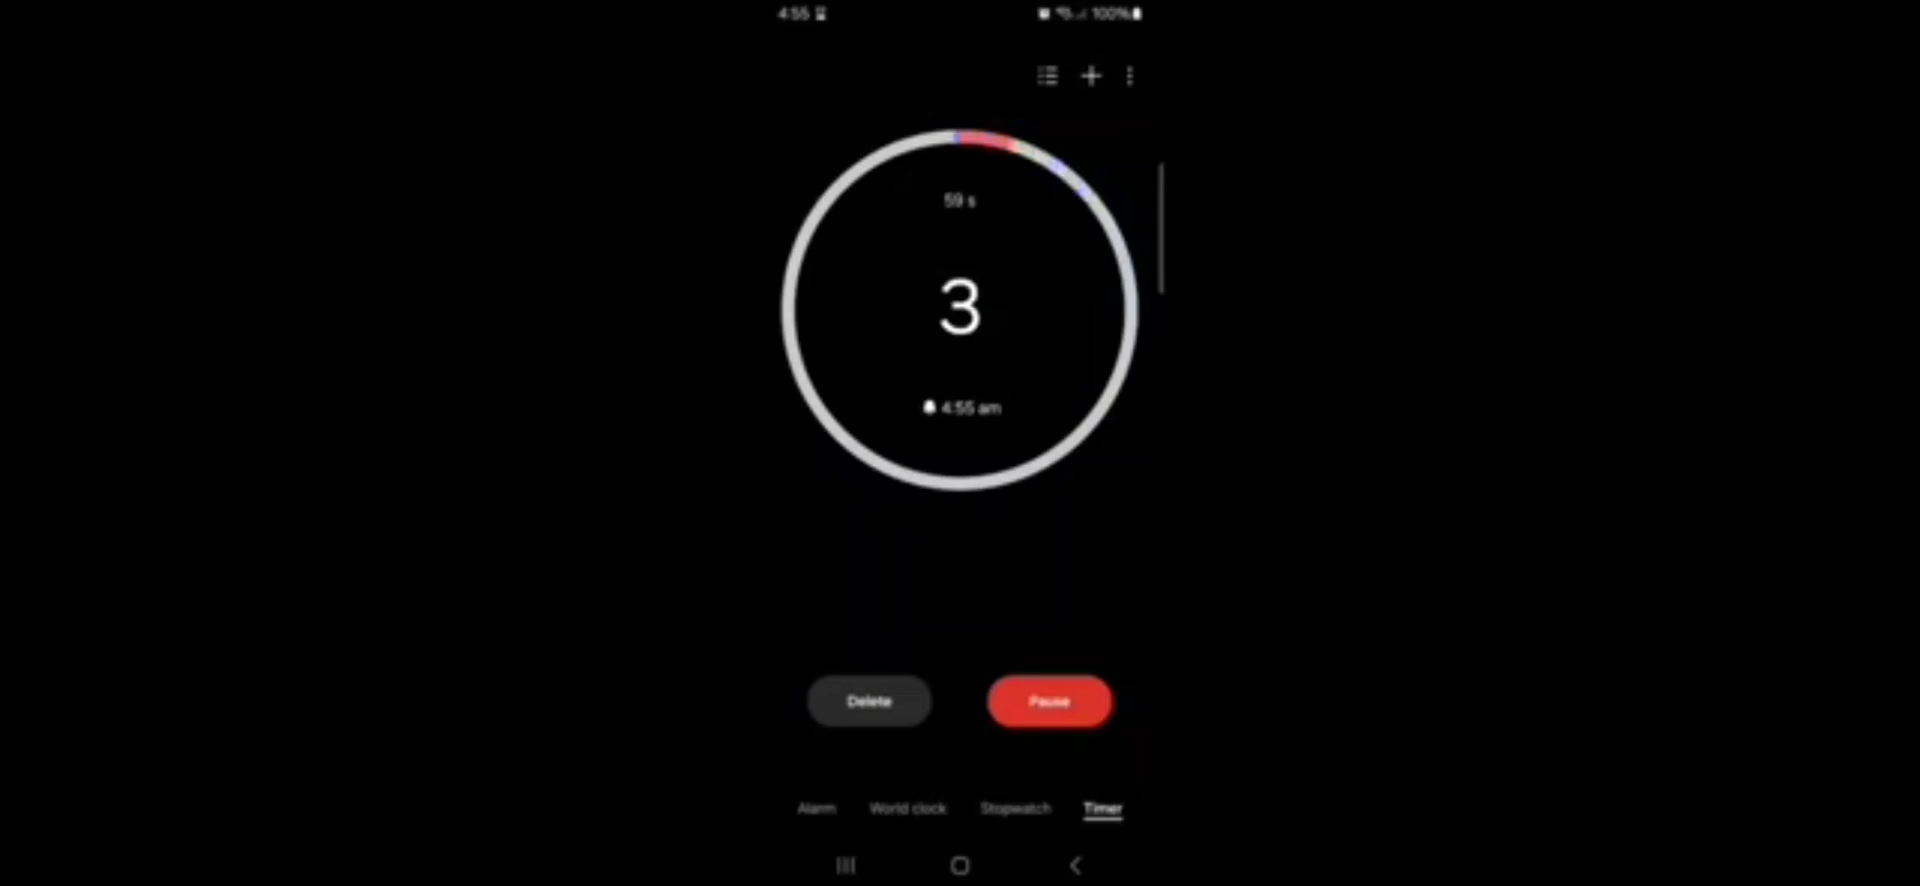 4:55 100%
59 s
3
4:55 am
Delete Pause
Alarm World clock Stopwatch Timer